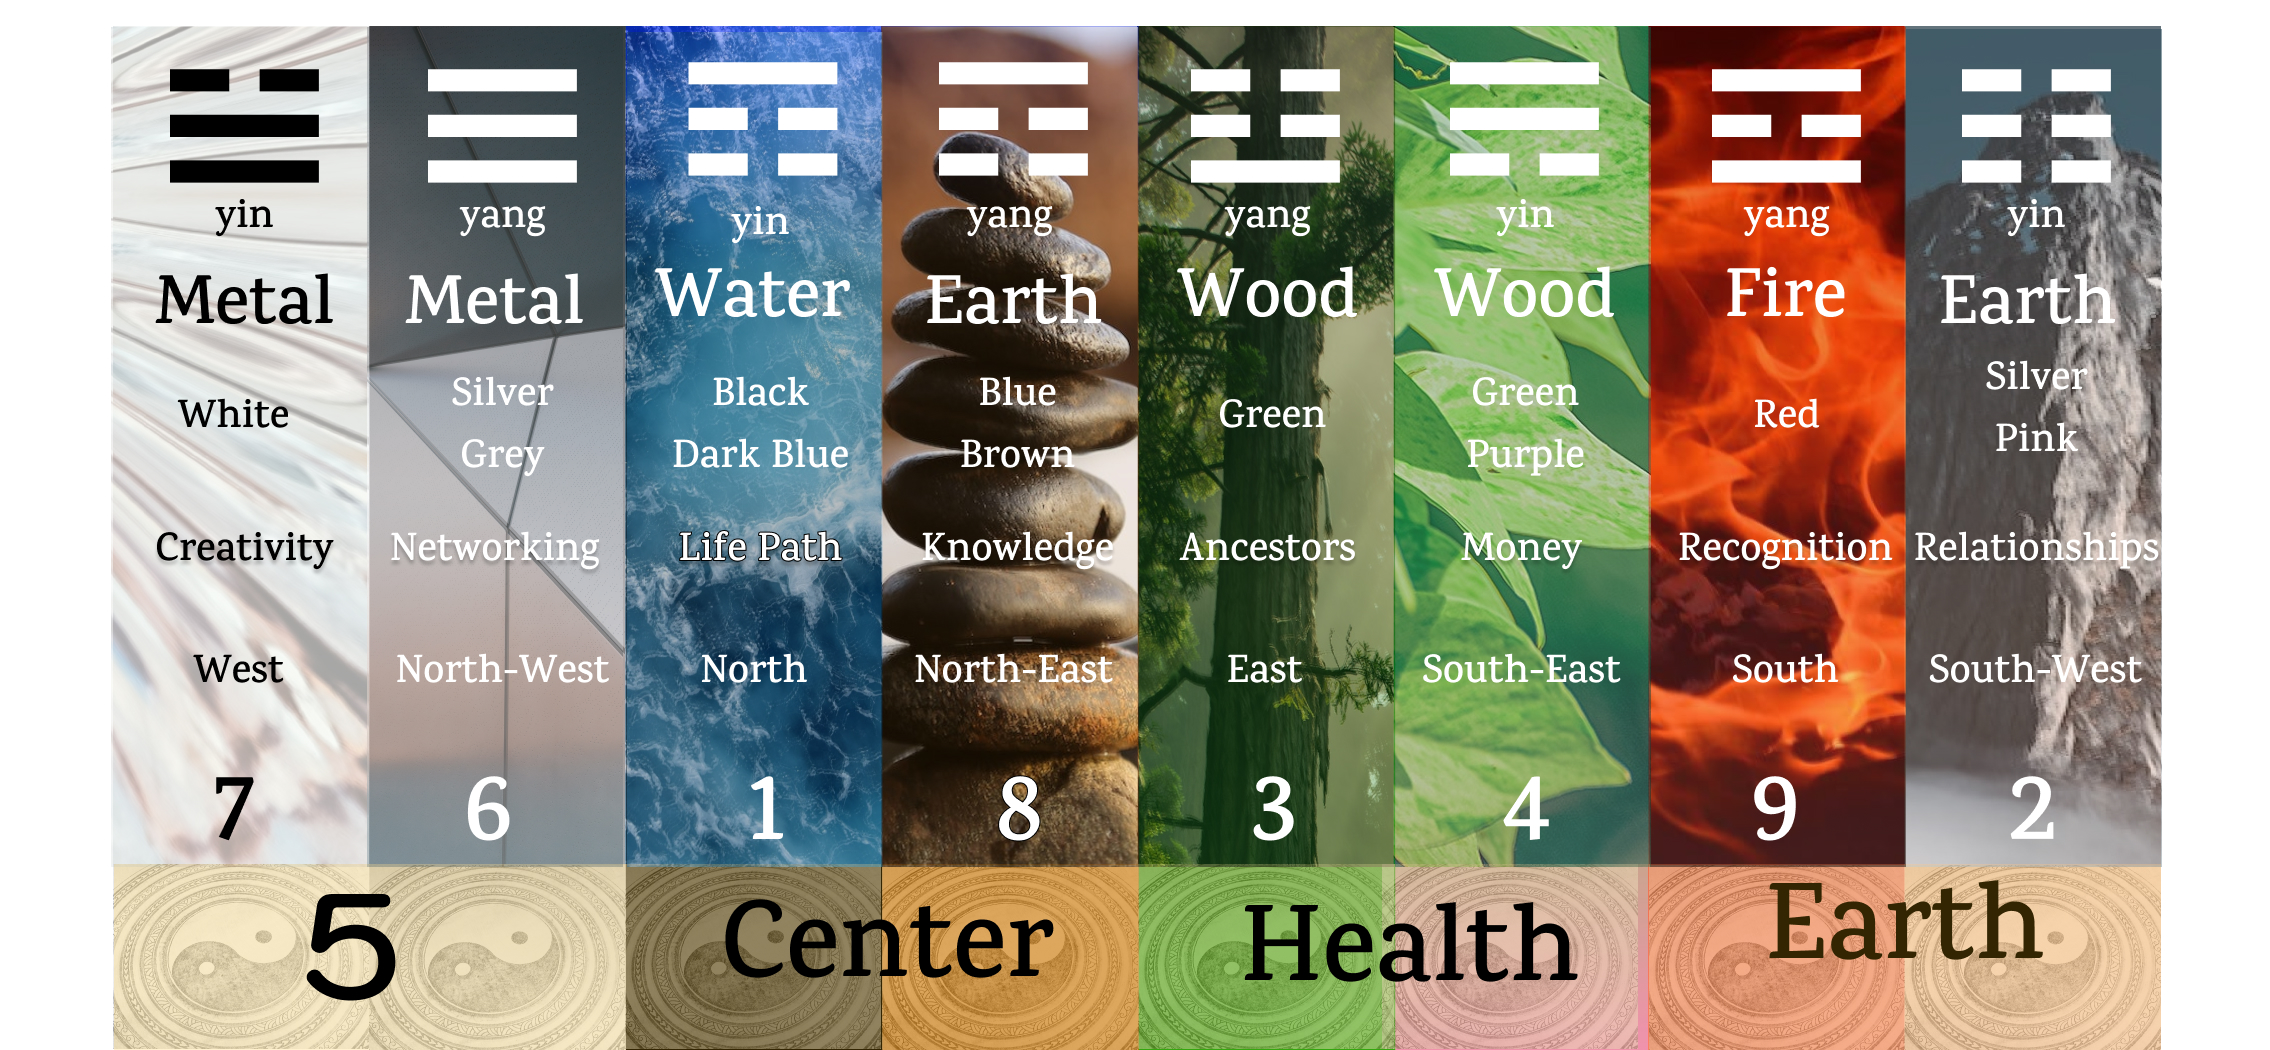 yin
Metal
White
Creativity
West
7
yang
Metal
Silver
Grey
Networking
North-West
6
yin
Water
Black
Dark Blue
Life Path
North
1
yang
Earth
Blue
Brown
Knowledge
North-East
8
yang
Wood
Green
Ancestors
East
3
yin
Wood
Green
Purple
Money
South-East
4
yang
Fire
Red
Recognition
South
9
yin
Earth
Silver
Pink
Relationships
South-West
2
5 Center Health Earth